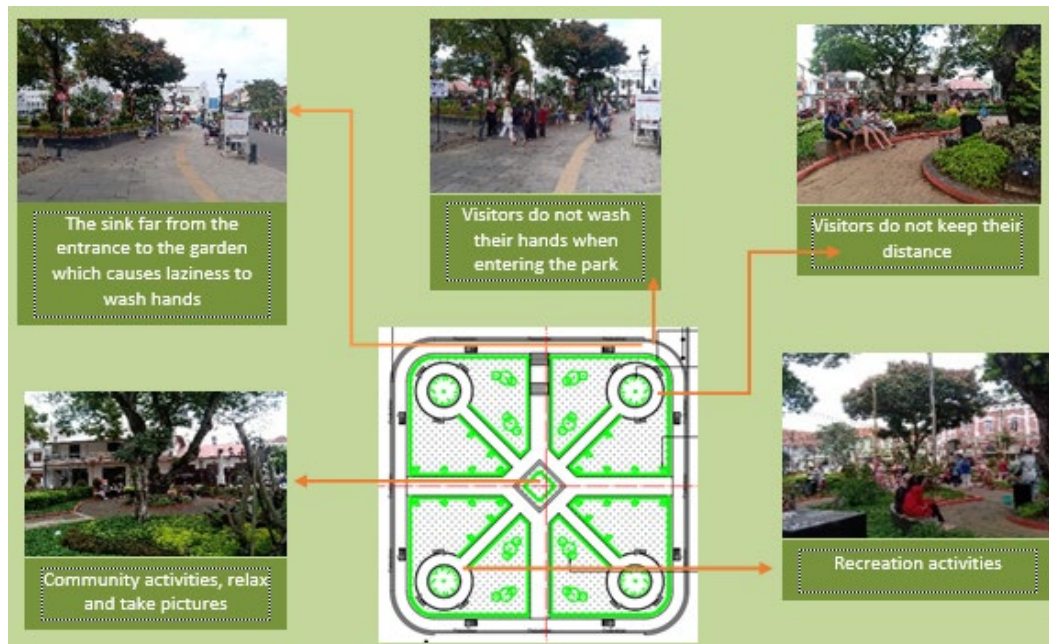 The sink far from the
entrance to the garden
which causes laziness to
wash hands
Visitors do not wash
their hands when
entering the park
Visitors do not keep their
distance
Community activities, relax
and take pictures
Recreation activities